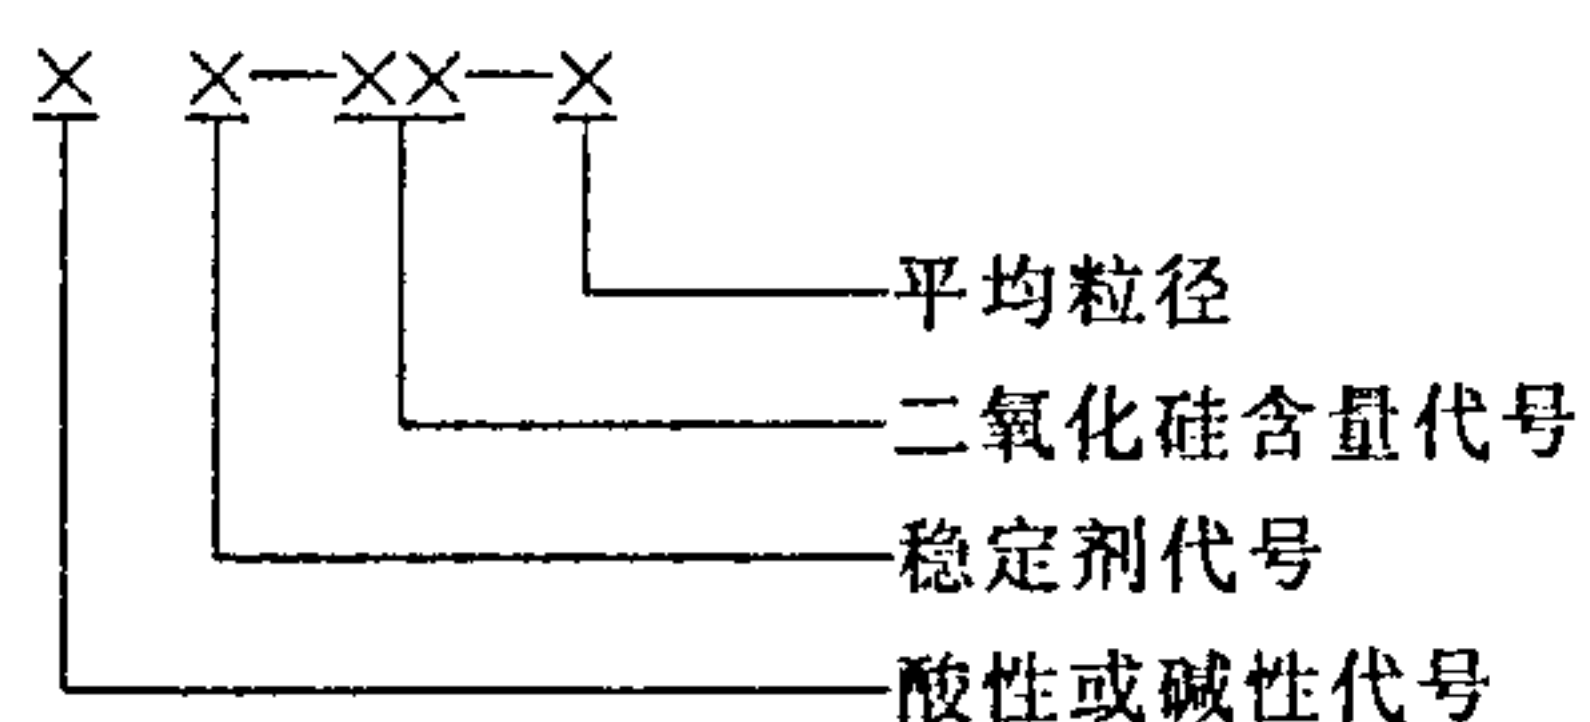 × ×—××—×
平均粒径
二氧化硅含量代号
稳定剂代号
酸性或碱性代号